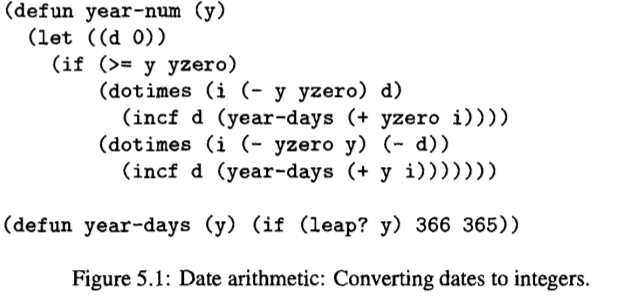 (defun year-num (y)
  (let ((d 0))
    (if (>= y yzero)
        (dotimes (i (- y yzero) d)
          (incf d (year-days (+ yzero i))))
        (dotimes (i (- yzero y) (- d))
          (incf d (year-days (+ y i)))))))

(defun year-days (y) (if (leap? y) 366 365))

Figure 5.1: Date arithmetic: Converting dates to integers.